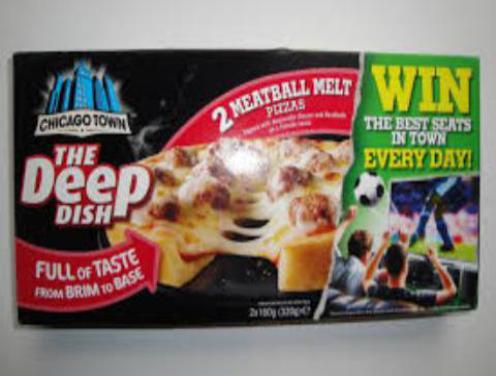 CHICAGO TOWN
THE
Deep
DISH
FULL OF TASTE
FROM BRIM TO BASE
2 MEATBALL MELT
PIZZAS
WIN
THE BEST SEATS
IN TOWN
EVERY DAY!